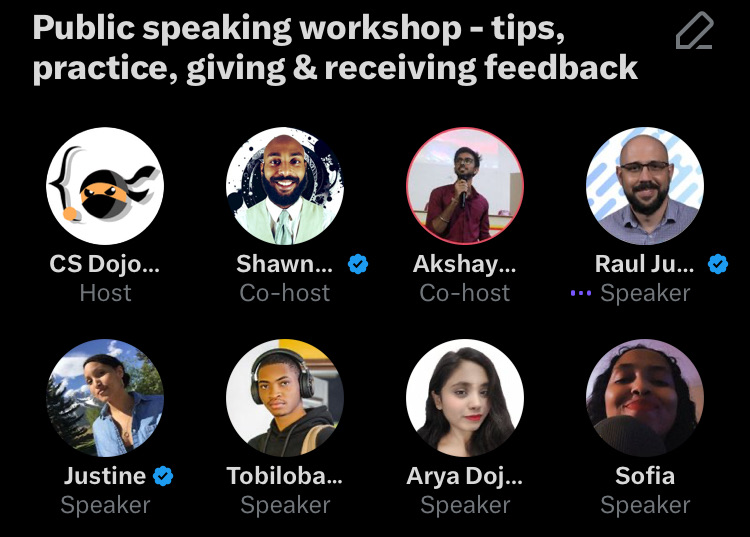 Public speaking workshop - tips,
practice, giving & receiving feedback
CS Dojo... Shawn... Akshay... Raul Ju...
Host Co-host Co-host Speaker
Justine Tobiloba... Arya Doj... Sofia
Speaker Speaker Speaker Speaker